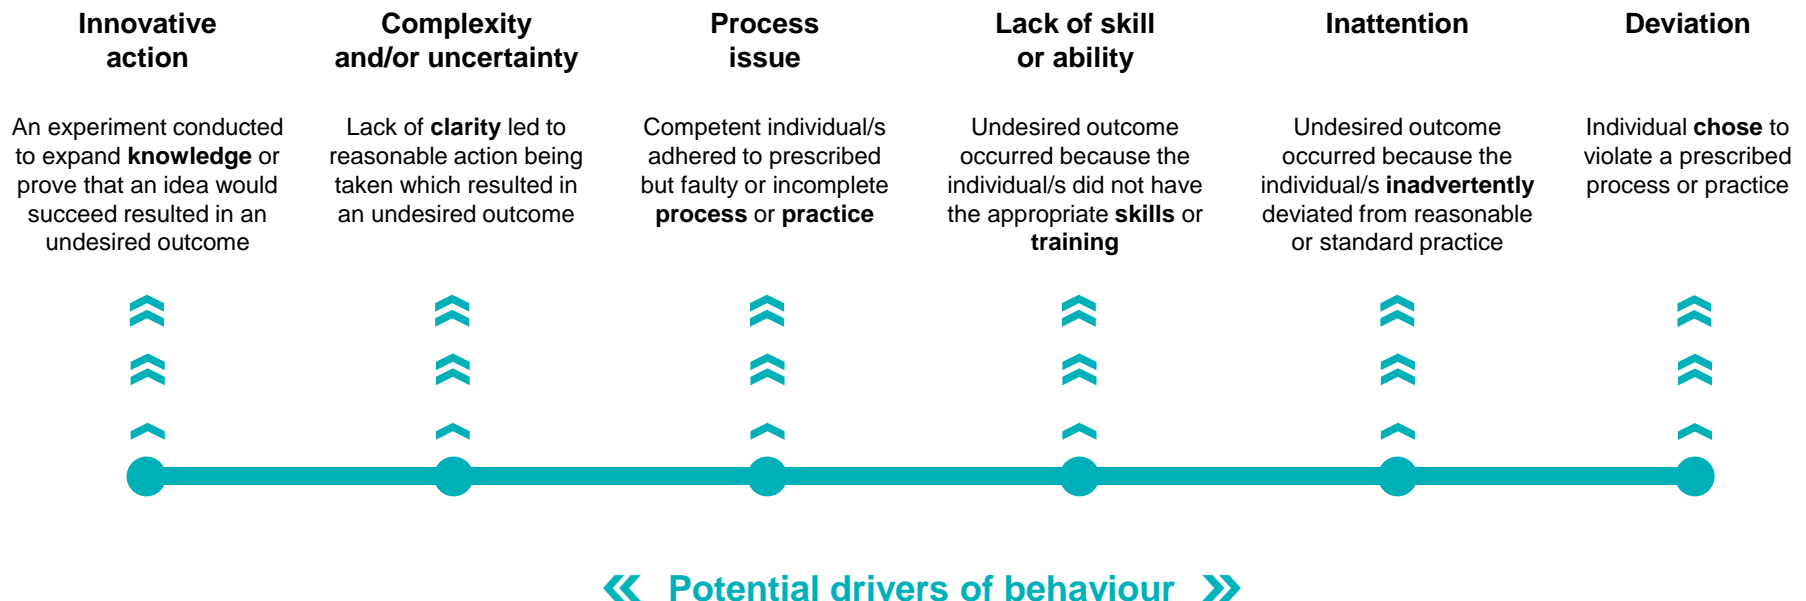 Innovative
action
An experiment conducted
to expand knowledge or
prove that an idea would
succeed resulted in an
undesired outcome
Complexity
and/or uncertainty
Lack of clarity led to
reasonable action being
taken which resulted in
an undesired outcome
Process
issue
Competent individual/s
adhered to prescribed
but faulty or incomplete
process or practice
Lack of skill
or ability
Undesired outcome
occurred because the
individual/s did not have
the appropriate skills or
training
Inattention
Undesired outcome
occurred because the
individual/s inadvertently
deviated from reasonable
or standard practice
Deviation
Individual chose to
violate a prescribed
process or practice
Potential drivers of behaviour